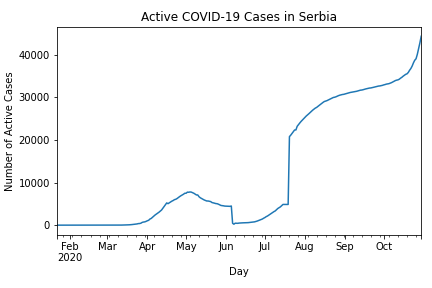 Active COVID-19 Cases in Serbia
Number of Active Cases
40000
30000
20000
10000
0
Feb Mar Apr May Jun Jul Aug Sep Oct
2020
Day